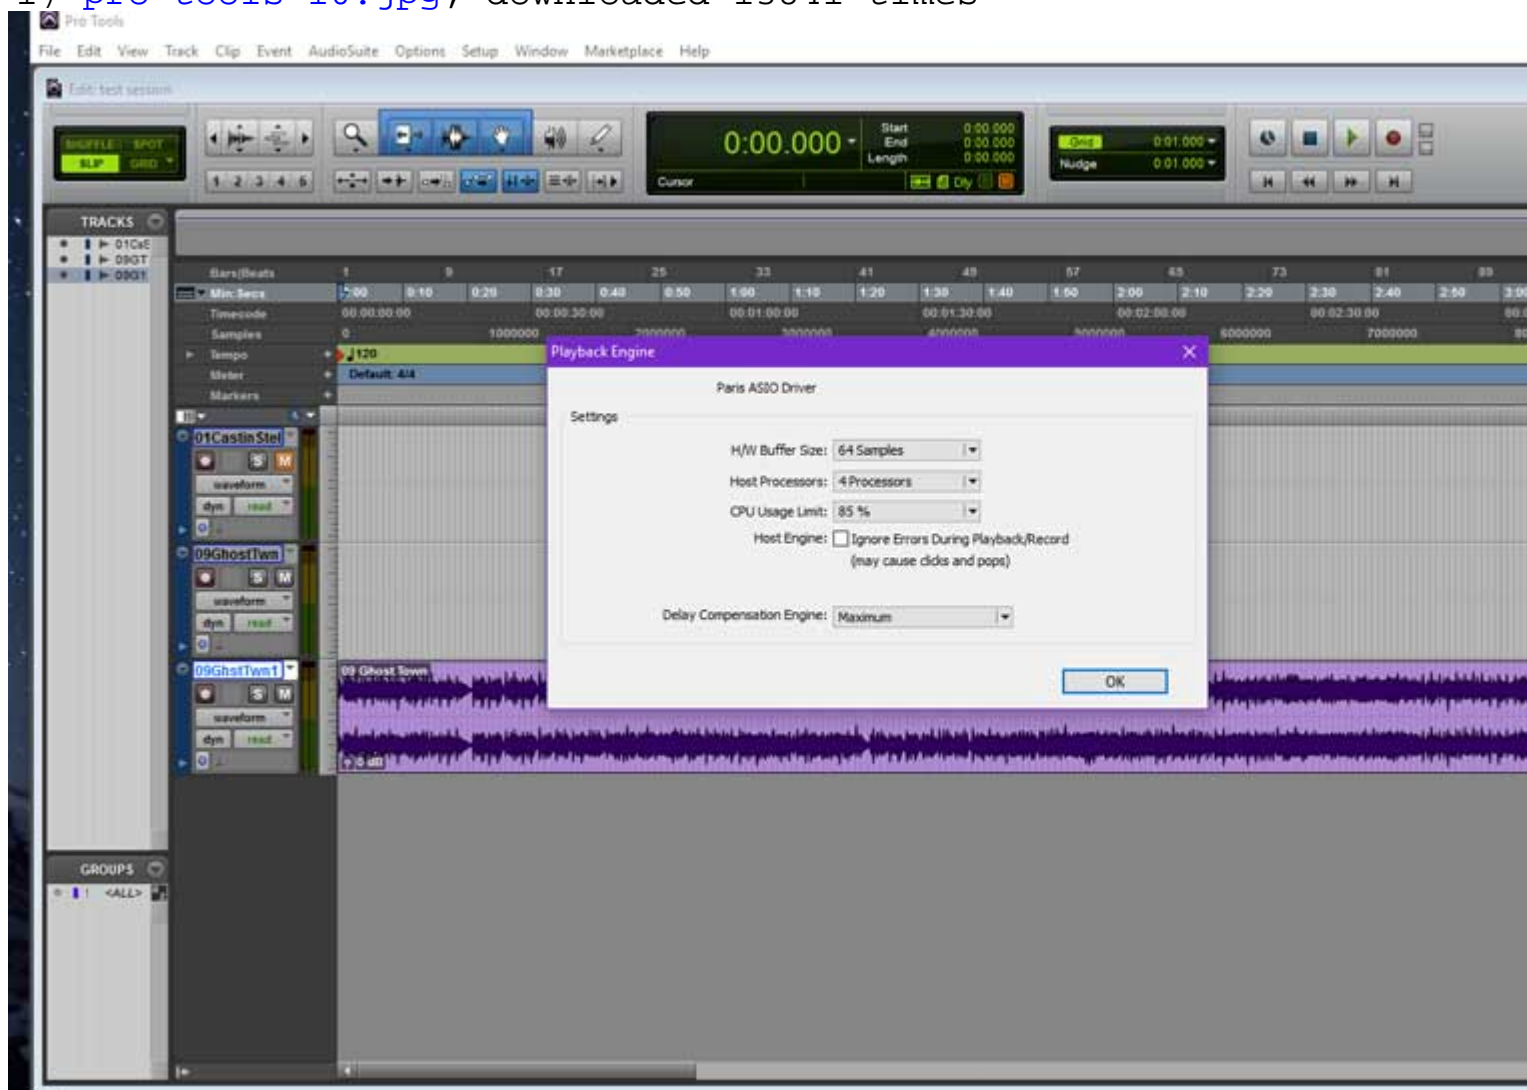 Pro Tools
File Edit View Track Clip Event AudioSuite Options Setup Window Marketplace Help
Edit: test session
SHUFFLE SPOT
SLIP GRID
1 2 3 4 5
0:00.000
Start 0:00.000
End 0:00.000
Length 0:00.000
Cursor
Dly
Grid 0:01.000
Nudge 0:01.000
TRACKS
01CsS
09GT
09G1
Bars|Beats 1 9 17 25 33 41 49 57 65 73 81 89
Min:Secs 0:10 0:20 0:30 0:40 0:50 1:00 1:10 1:20 1:30 1:40 1:50 2:00 2:10 2:20 2:30 2:40 2:50
Timecode 00:00:00:00 00:00:30:00 00:01:00:00 00:01:30:00 00:02:00:00 00:02:30:00
Samples 0 1000000 2000000 3000000 4000000 5000000 6000000 7000000
Tempo 120
Meter Default: 4/4
Markers
Playback Engine
Paris ASIO Driver
Settings
H/W Buffer Size: 64 Samples
Host Processors: 4 Processors
CPU Usage Limit: 85 %
Host Engine: Ignore Errors During Playback/Record
(may cause clicks and pops)
Delay Compensation Engine: Maximum
OK
01CastinStel
S M
waveform
dyn read
09GhostTwn
S M
waveform
dyn read
09GhstTwn1
S M
waveform
dyn read
09 Ghost Town
0 dB
GROUPS
! <ALL>